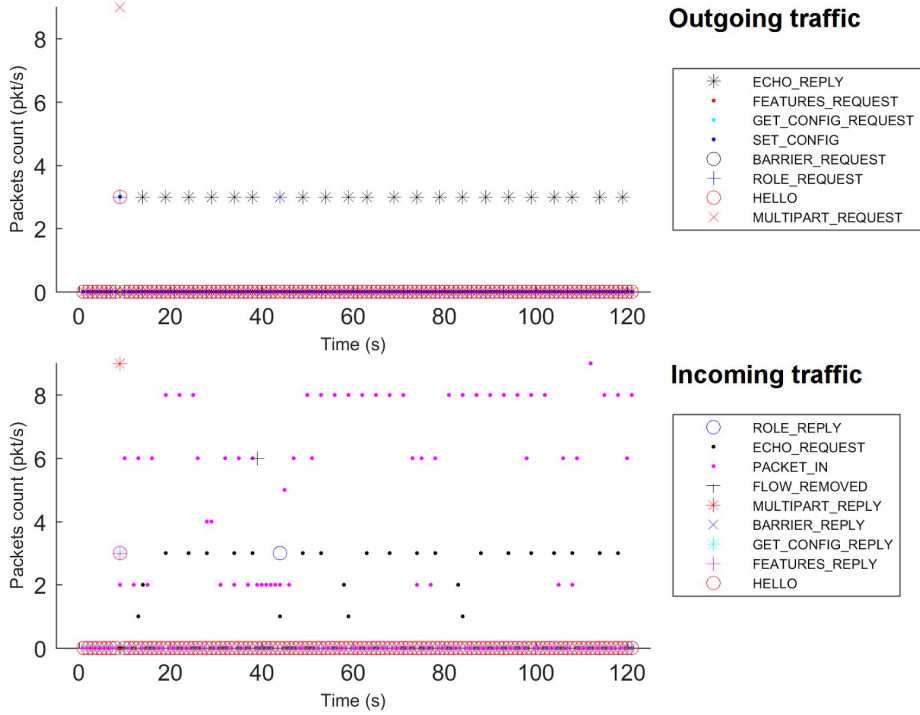 Outgoing traffic
Packets count (pkt/s)
8
6
4
2
0
0 20 40 60 80 100 120
Time (s)
ECHO_REPLY
FEATURES_REQUEST
GET_CONFIG_REQUEST
SET_CONFIG
BARRIER_REQUEST
ROLE_REQUEST
HELLO
MULTIPART_REQUEST
Incoming traffic
Packets count (pkt/s)
8
6
4
2
0
0 20 40 60 80 100 120
Time (s)
ROLE_REPLY
ECHO_REQUEST
PACKET_IN
FLOW_REMOVED
MULTIPART_REPLY
BARRIER_REPLY
GET_CONFIG_REPLY
FEATURES_REPLY
HELLO